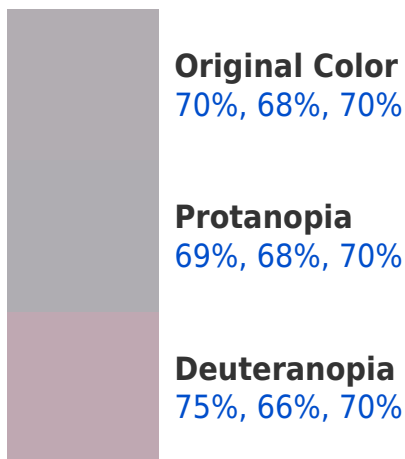 Original Color
70%, 68%, 70%
Protanopia
69%, 68%, 70%
Deuteranopia
75%, 66%, 70%